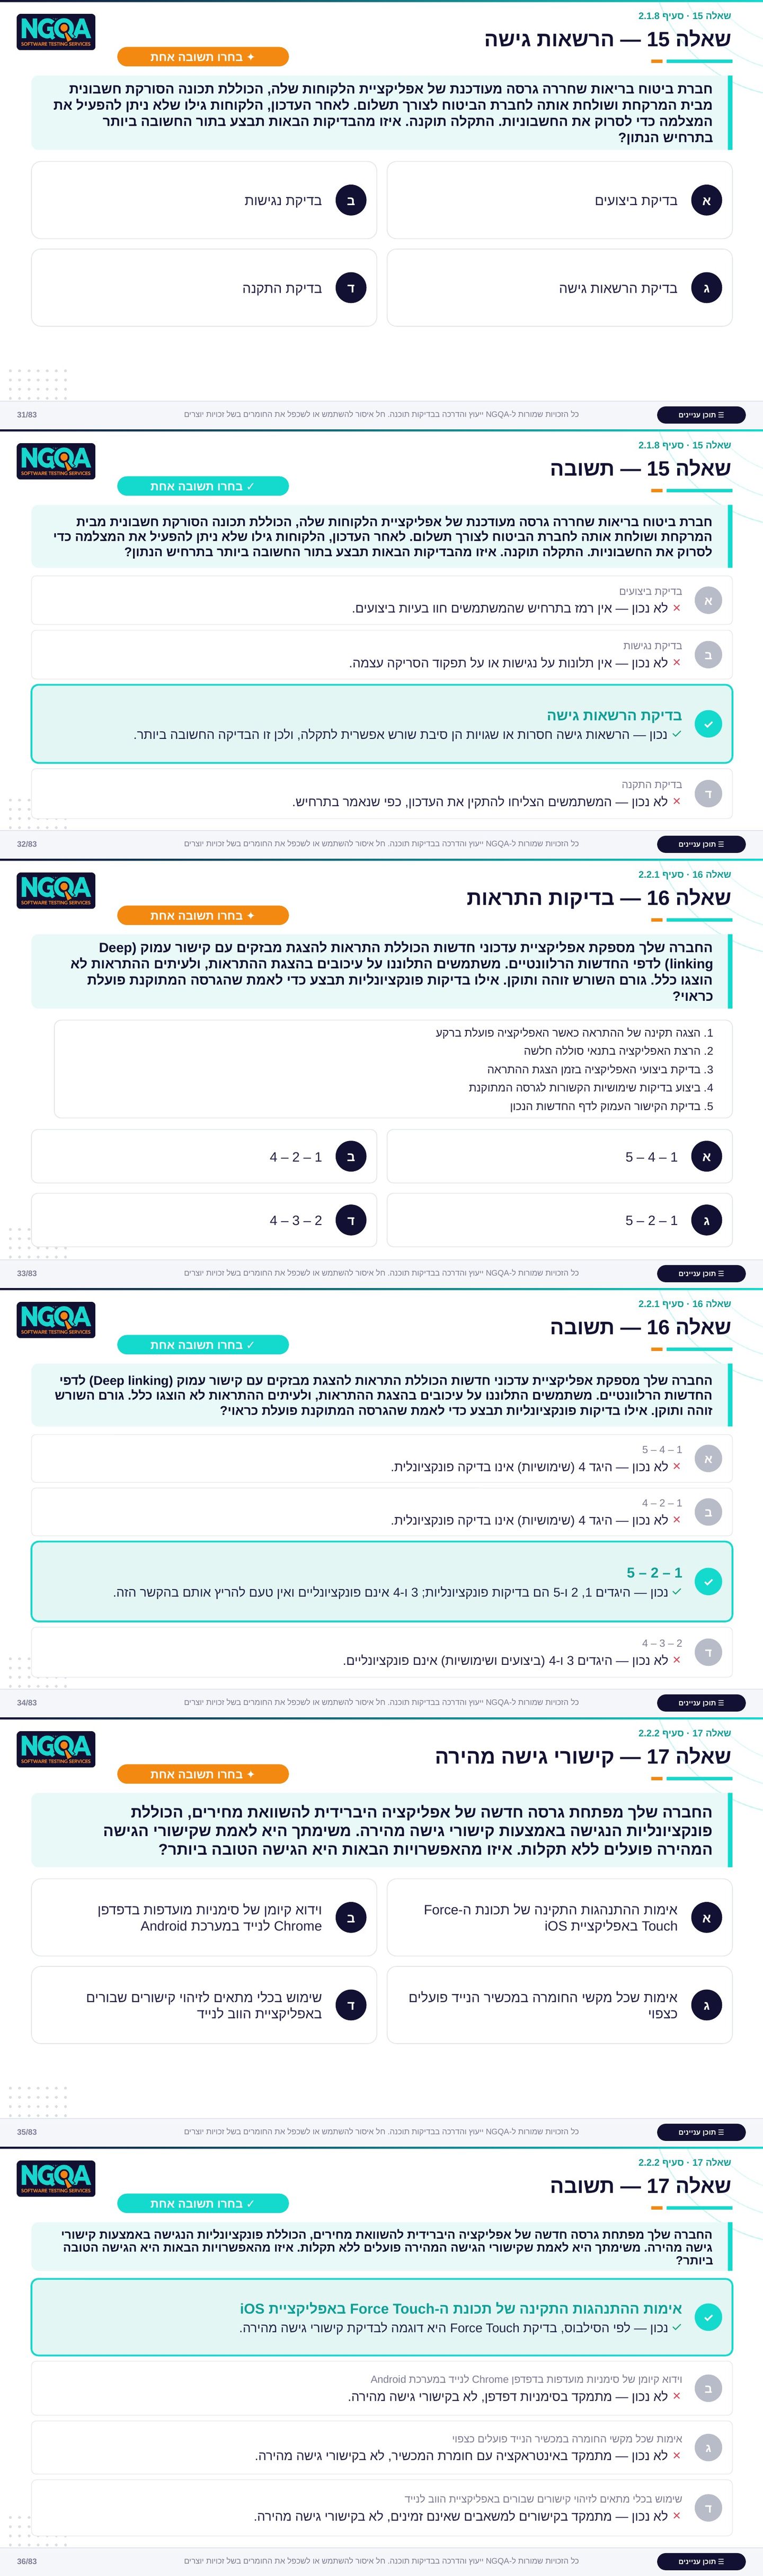 שאלה 15 · סעיף 2.1.8
שאלה 15 — הרשאות גישה
NGQA
SOFTWARE TESTING SERVICES
✦ בחרו תשובה אחת
חברת ביטוח בריאות שחררה גרסה מעודכנת של אפליקציית הלקוחות שלה, הכוללת תכונה הסורקת חשבונית
מבית המרקחת ושולחת אותה לחברת הביטוח לצורך תשלום. לאחר העדכון, הלקוחות גילו שלא ניתן להפעיל את
המצלמה כדי לסרוק את החשבוניות. התקלה תוקנה. איזו מהבדיקות הבאות תבצע בתור החשובה ביותר
בתרחיש הנתון?
א בדיקת ביצועים
ב בדיקת נגישות
ג בדיקת הרשאות גישה
ד בדיקת התקנה
☰ תוכן עניינים
כל הזכויות שמורות ל-NGQA ייעוץ והדרכה בבדיקות תוכנה. חל איסור להשתמש או לשכפל את החומרים בשל זכויות יוצרים
31/83
שאלה 15 · סעיף 2.1.8
שאלה 15 — תשובה
NGQA
SOFTWARE TESTING SERVICES
✓ בחרו תשובה אחת
חברת ביטוח בריאות שחררה גרסה מעודכנת של אפליקציית הלקוחות שלה, הכוללת תכונה הסורקת חשבונית מבית
המרקחת ושולחת אותה לחברת הביטוח לצורך תשלום. לאחר העדכון, הלקוחות גילו שלא ניתן להפעיל את המצלמה כדי
לסרוק את החשבוניות. התקלה תוקנה. איזו מהבדיקות הבאות תבצע בתור החשובה ביותר בתרחיש הנתון?
א בדיקת ביצועים
✕ לא נכון — אין רמז בתרחיש שהמשתמשים חוו בעיות ביצועים.
ב בדיקת נגישות
✕ לא נכון — אין תלונות על נגישות או על תפקוד הסריקה עצמה.
✓ בדיקת הרשאות גישה
✓ נכון — הרשאות גישה חסרות או שגויות הן סיבת שורש אפשרית לתקלה, ולכן זו הבדיקה החשובה ביותר.
ד בדיקת התקנה
✕ לא נכון — המשתמשים הצליחו להתקין את העדכון, כפי שנאמר בתרחיש.
☰ תוכן עניינים
כל הזכויות שמורות ל-NGQA ייעוץ והדרכה בבדיקות תוכנה. חל איסור להשתמש או לשכפל את החומרים בשל זכויות יוצרים
32/83
שאלה 16 · סעיף 2.2.1
שאלה 16 — בדיקות התראות
NGQA
SOFTWARE TESTING SERVICES
✦ בחרו תשובה אחת
החברה שלך מספקת אפליקציית עדכוני חדשות הכוללת התראות להצגת מבזקים עם קישור עמוק (Deep
linking) לדפי החדשות הרלוונטיים. משתמשים התלוננו על עיכובים בהצגת ההתראות, ולעיתים ההתראות לא
הוצגו כלל. גורם השורש זוהה ותוקן. אילו בדיקות פונקציונליות תבצע כדי לאמת שהגרסה המתוקנת פועלת
כראוי?
1. הצגה תקינה של ההתראה כאשר האפליקציה פועלת ברקע
2. הרצת האפליקציה בתנאי סוללה חלשה
3. בדיקת ביצועי האפליקציה בזמן הצגת ההתראה
4. ביצוע בדיקות שימושיות הקשורות לגרסה המתוקנת
5. בדיקת הקישור העמוק לדף החדשות הנכון
א 1 – 4 – 5
ב 1 – 2 – 4
ג 1 – 2 – 5
ד 2 – 3 – 4
☰ תוכן עניינים
כל הזכויות שמורות ל-NGQA ייעוץ והדרכה בבדיקות תוכנה. חל איסור להשתמש או לשכפל את החומרים בשל זכויות יוצרים
33/83
שאלה 16 · סעיף 2.2.1
שאלה 16 — תשובה
NGQA
SOFTWARE TESTING SERVICES
✓ בחרו תשובה אחת
החברה שלך מספקת אפליקציית עדכוני חדשות הכוללת התראות להצגת מבזקים עם קישור עמוק (Deep linking) לדפי
החדשות הרלוונטיים. משתמשים התלוננו על עיכובים בהצגת ההתראות, ולעיתים ההתראות לא הוצגו כלל. גורם השורש
זוהה ותוקן. אילו בדיקות פונקציונליות תבצע כדי לאמת שהגרסה המתוקנת פועלת כראוי?
א 1 – 4 – 5
✕ לא נכון — היגד 4 (שימושיות) אינו בדיקה פונקציונלית.
ב 1 – 2 – 4
✕ לא נכון — היגד 4 (שימושיות) אינו בדיקה פונקציונלית.
✓ 1 – 2 – 5
✓ נכון — היגדים 1, 2 ו-5 הם בדיקות פונקציונליות; 3 ו-4 אינם פונקציונליים ואין טעם להריץ אותם בהקשר הזה.
ד 2 – 3 – 4
✕ לא נכון — היגדים 3 ו-4 (ביצועים ושימושיות) אינם פונקציונליים.
☰ תוכן עניינים
כל הזכויות שמורות ל-NGQA ייעוץ והדרכה בבדיקות תוכנה. חל איסור להשתמש או לשכפל את החומרים בשל זכויות יוצרים
34/83
שאלה 17 · סעיף 2.2.2
שאלה 17 — קישורי גישה מהירה
NGQA
SOFTWARE TESTING SERVICES
✦ בחרו תשובה אחת
החברה שלך מפתחת גרסה חדשה של אפליקציה היברידית להשוואת מחירים, הכוללת
פונקציונליות הנגישה באמצעות קישורי גישה מהירה. משימתך היא לאמת שקישורי הגישה
המהירה פועלים ללא תקלות. איזו מהאפשרויות הבאות היא הגישה הטובה ביותר?
א אימות ההתנהגות התקינה של תכונת ה-Force
Touch באפליקציית iOS
ב וידוא קיומן של סימניות מועדפות בדפדפן
Chrome לנייד במערכת Android
ג אימות שכל מקשי החומרה במכשיר הנייד פועלים
כצפוי
ד שימוש בכלי מתאים לזיהוי קישורים שבורים
באפליקציית הווב לנייד
☰ תוכן עניינים
כל הזכויות שמורות ל-NGQA ייעוץ והדרכה בבדיקות תוכנה. חל איסור להשתמש או לשכפל את החומרים בשל זכויות יוצרים
35/83
שאלה 17 · סעיף 2.2.2
שאלה 17 — תשובה
NGQA
SOFTWARE TESTING SERVICES
✓ בחרו תשובה אחת
החברה שלך מפתחת גרסה חדשה של אפליקציה היברידית להשוואת מחירים, הכוללת פונקציונליות הנגישה באמצעות קישורי
גישה מהירה. משימתך היא לאמת שקישורי הגישה המהירה פועלים ללא תקלות. איזו מהאפשרויות הבאות היא הגישה הטובה
ביותר?
✓ אימות ההתנהגות התקינה של תכונת ה-Force Touch באפליקציית iOS
✓ נכון — לפי הסילבוס, בדיקת Force Touch היא דוגמה לבדיקת קישורי גישה מהירה.
ב וידוא קיומן של סימניות מועדפות בדפדפן Chrome לנייד במערכת Android
✕ לא נכון — מתמקד בסימניות דפדפן, לא בקישורי גישה מהירה.
ג אימות שכל מקשי החומרה במכשיר הנייד פועלים כצפוי
✕ לא נכון — מתמקד באינטראקציה עם חומרת המכשיר, לא בקישורי גישה מהירה.
ד שימוש בכלי מתאים לזיהוי קישורים שבורים באפליקציית הווב לנייד
✕ לא נכון — מתמקד בקישורים למשאבים שאינם זמינים, לא בקישורי גישה מהירה.
☰ תוכן עניינים
כל הזכויות שמורות ל-NGQA ייעוץ והדרכה בבדיקות תוכנה. חל איסור להשתמש או לשכפל את החומרים בשל זכויות יוצרים
36/83